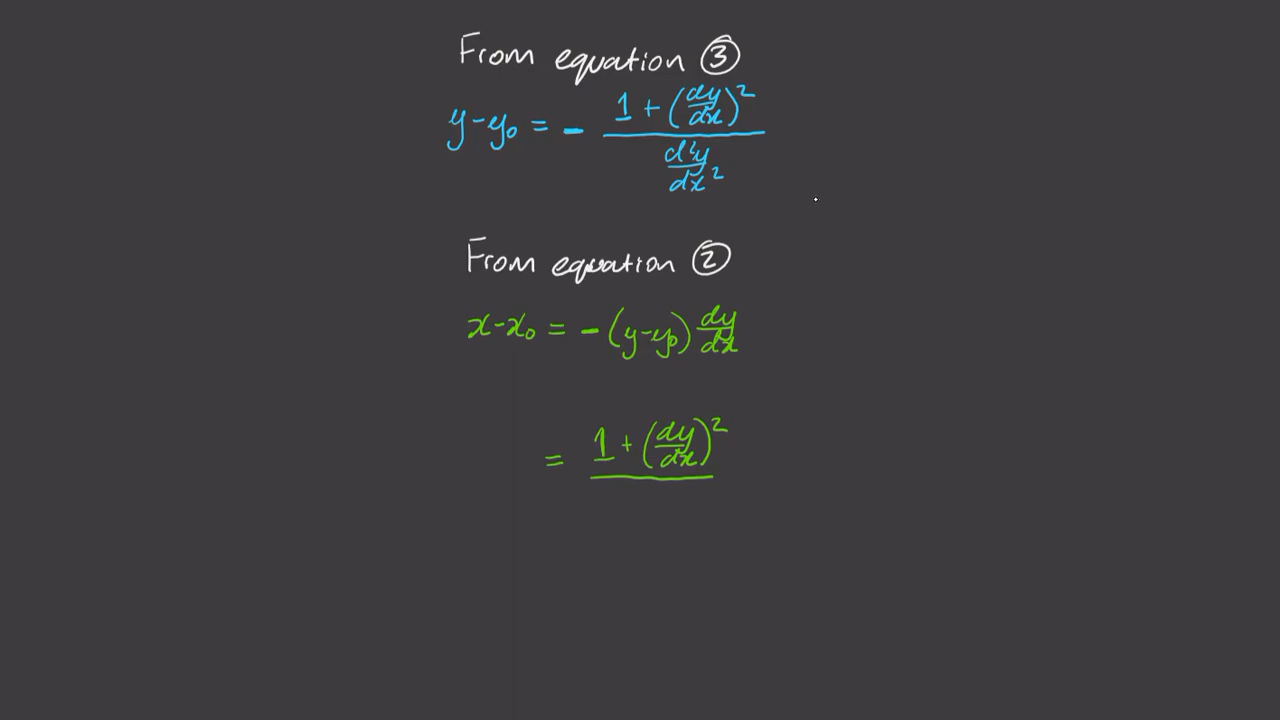 From equation ③
y-y₀ = - (1 + (dy/dx)²) / (d²y/dx²)
From equation ②
x-x₀ = -(y-y₀) dy/dx
= 1 + (dy/dx)²